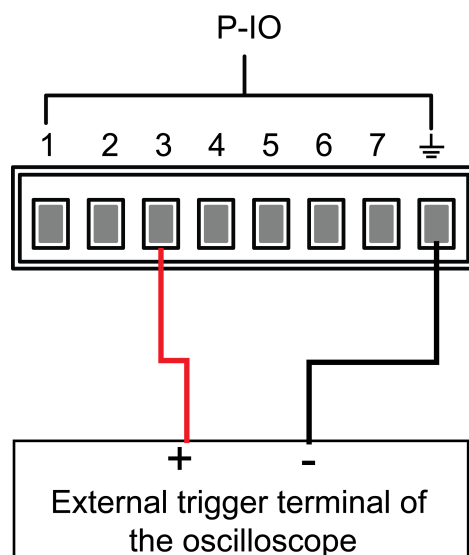 P-IO
1 2 3 4 5 6 7
+ -
External trigger terminal of
the oscilloscope